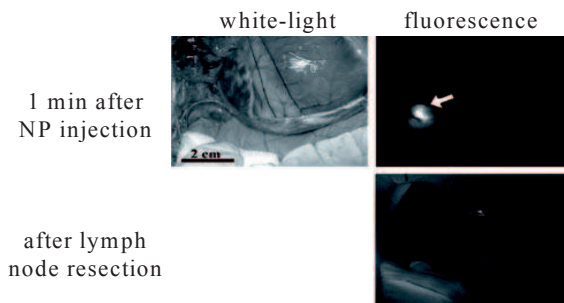 white-light
fluorescence
1 min after
NP injection
2 cm
after lymph
node resection